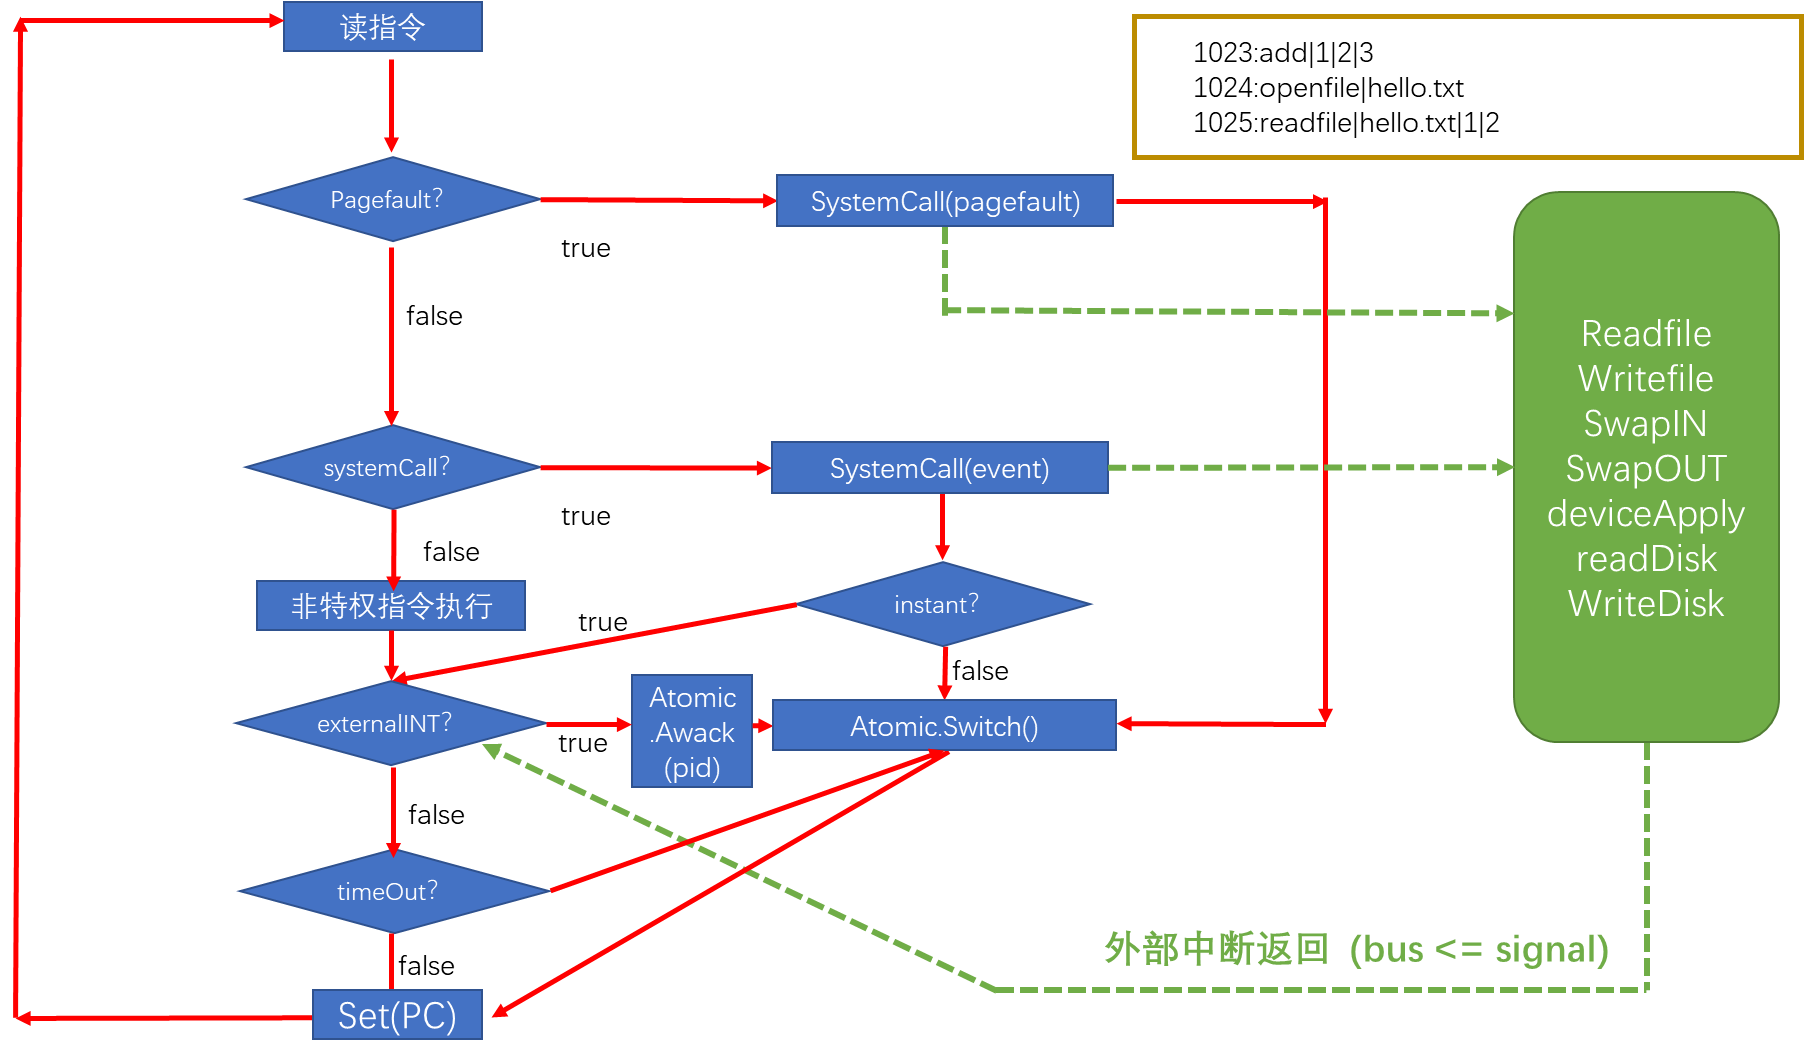 读指令
1023:add|1|2|3
1024:openfile|hello.txt
1025:readfile|hello.txt|1|2
Pagefault?
true
SystemCall(pagefault)
false
systemCall?
true
SystemCall(event)
false
非特权指令执行
instant?
true
false
externalINT?
true
Atomic
.Awack
(pid)
Atomic.Switch()
false
timeOut?
false
Set(PC)
Readfile
Writefile
SwapIN
SwapOUT
deviceApply
readDisk
WriteDisk
外部中断返回 (bus <= signal)